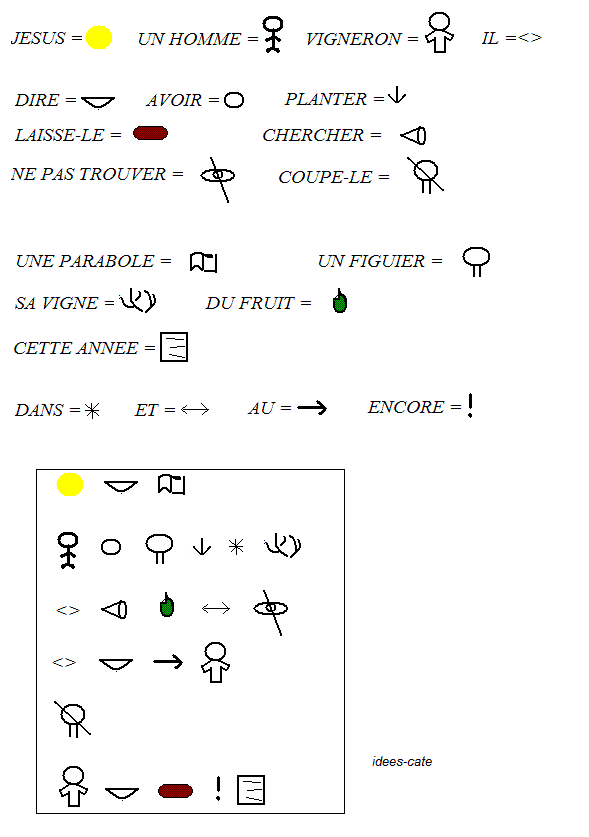 JESUS = UN HOMME = VIGNERON = IL =<>
DIRE = AVOIR = PLANTER =
LAISSE-LE = CHERCHER =
NE PAS TROUVER = COUPE-LE =
UNE PARABOLE = UN FIGUIER =
SA VIGNE = DU FRUIT =
CETTE ANNEE =
DANS = ET = AU = ENCORE = !
<>
<>
idees-cate
!